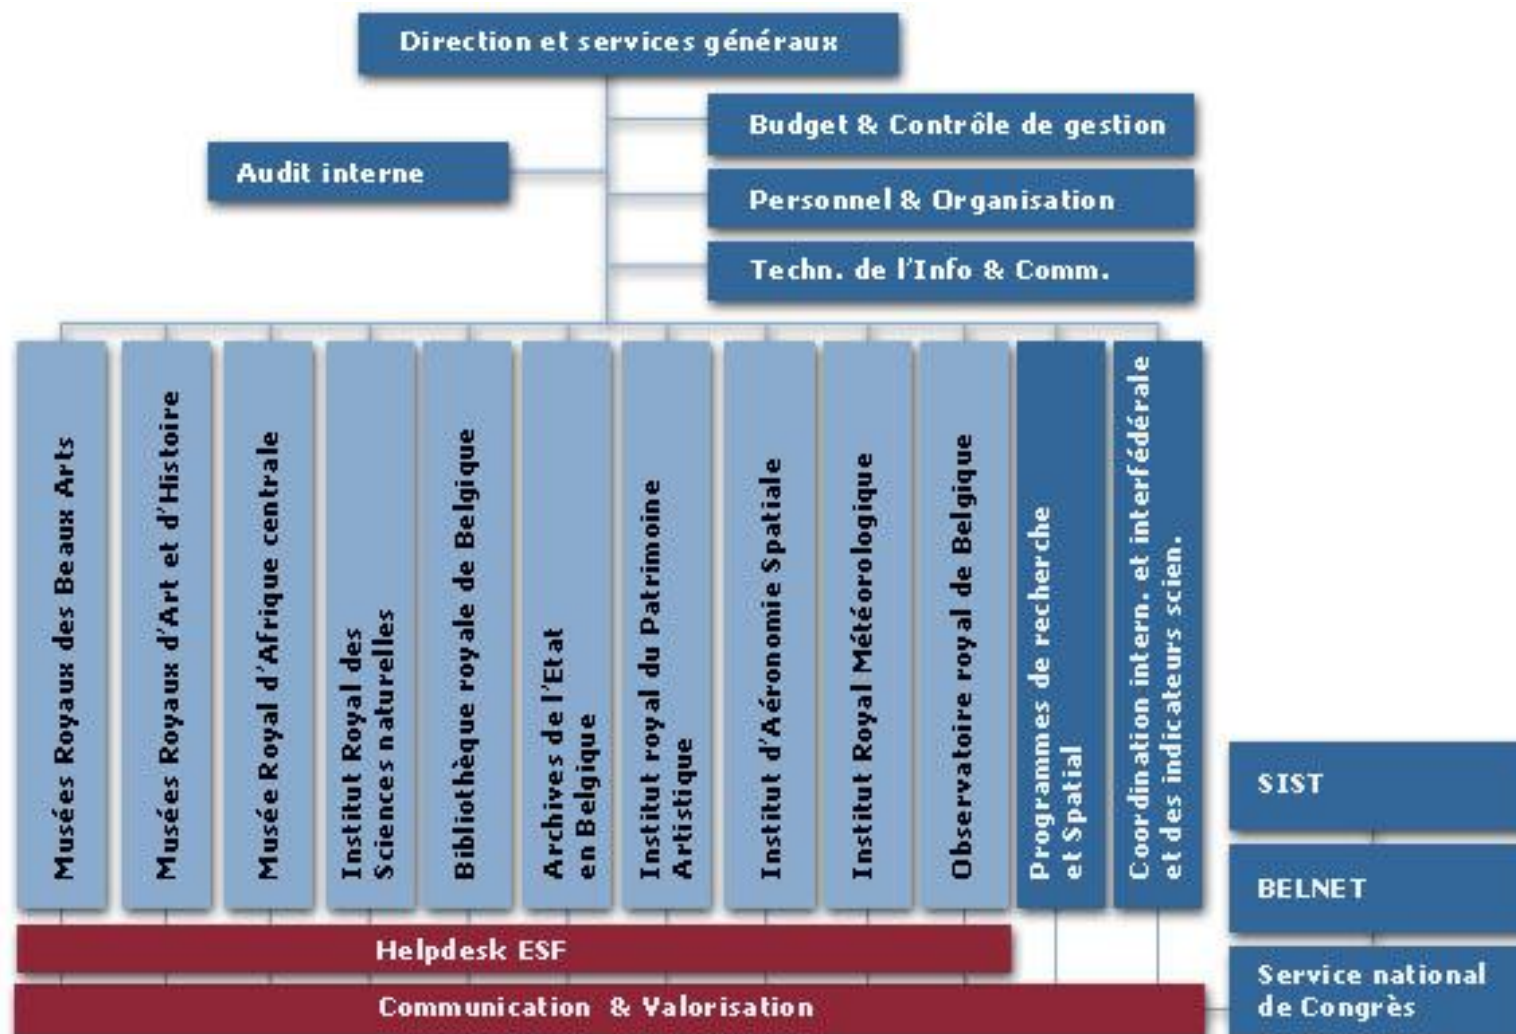 Direction et services généraux
Budget & Contrôle de gestion
Audit interne
Personnel & Organisation
Techn. de l'Info & Comm.
Musées Royaux des Beaux Arts
Musées Royaux d'Art et d'Histoire
Musée Royal d'Afrique centrale
Institut Royal des
Sciences naturelles
Bibliothèque royale de Belgique
Archives de l'Etat
en Belgique
Institut royal du Patrimoine
Artistique
Institut d'Aéronomie Spatiale
Institut Royal Météorologique
Observatoire royal de Belgique
Programmes de recherche
et Spatial
Coordination intern. et interfédérale
et des indicateurs scien.
SIST
BELNET
Service national
de Congrès
Helpdesk ESF
Communication & Valorisation